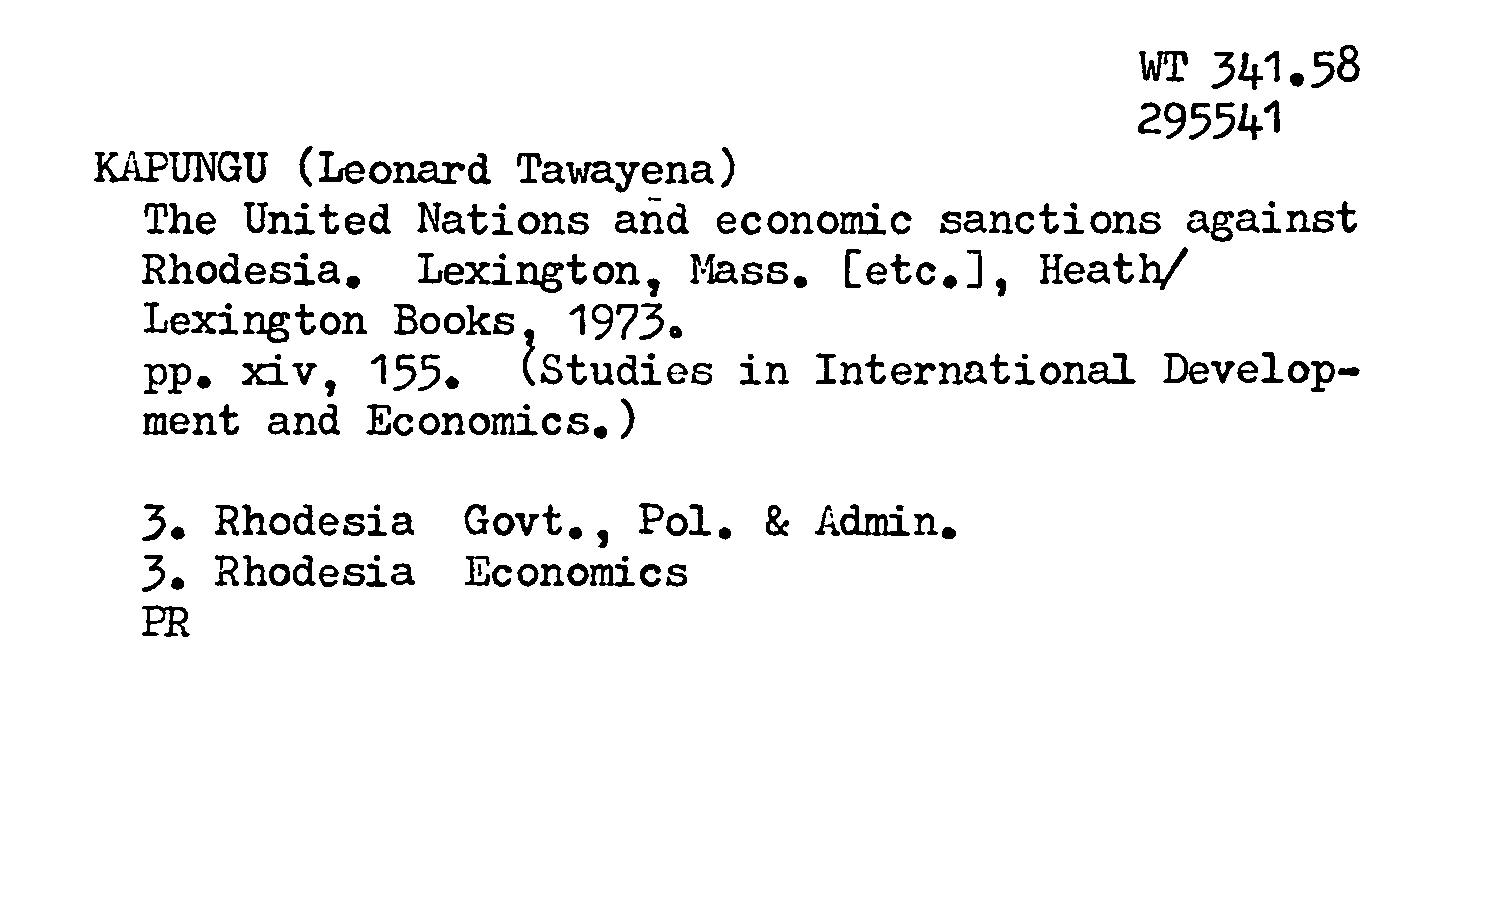 WT 341.58
295541
KAPUNGU (Leonard Tawayena)
The United Nations and economic sanctions against
Rhodesia. Lexington, Mass. [etc.], Heath/
Lexington Books, 1973.
pp. xiv, 155. (Studies in International Develop-
ment and Economics.)
3. Rhodesia Govt., Pol. & Admin.
3. Rhodesia Economics
PR